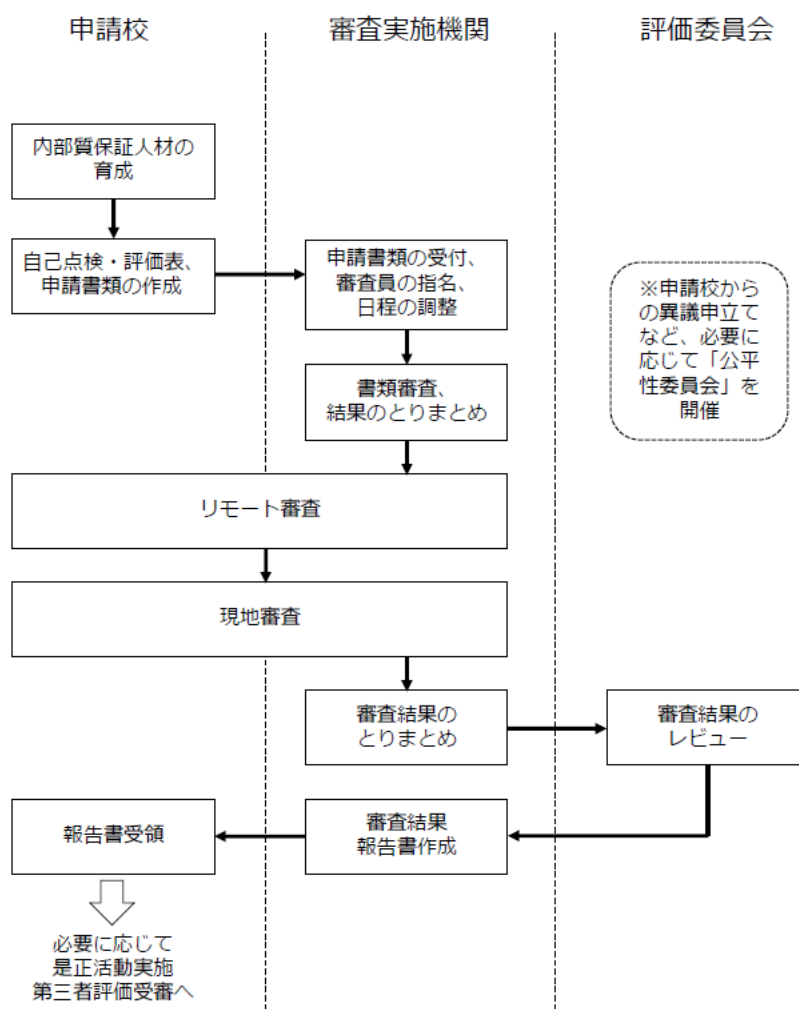 申請校
審査実施機関
評価委員会
内部質保証人材の
育成
自己点検・評価表、
申請書類の作成
申請書類の受付、
審査員の指名、
日程の調整
※申請校から
の異議申立て
など、必要に
応じて「公平
性委員会」を
開催
書類審査、
結果のとりまとめ
リモート審査
現地審査
審査結果の
とりまとめ
審査結果の
レビュー
報告書受領
審査結果
報告書作成
必要に応じて
是正活動実施
第三者評価受審へ